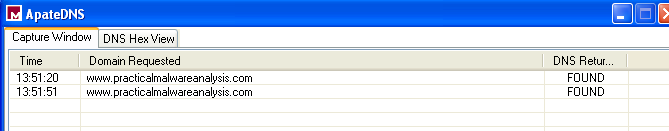 ApateDNS
Capture Window DNS Hex View
Time Domain Requested DNS Retur...
13:51:20 www.practicalmalwareanalysis.com FOUND
13:51:51 www.practicalmalwareanalysis.com FOUND